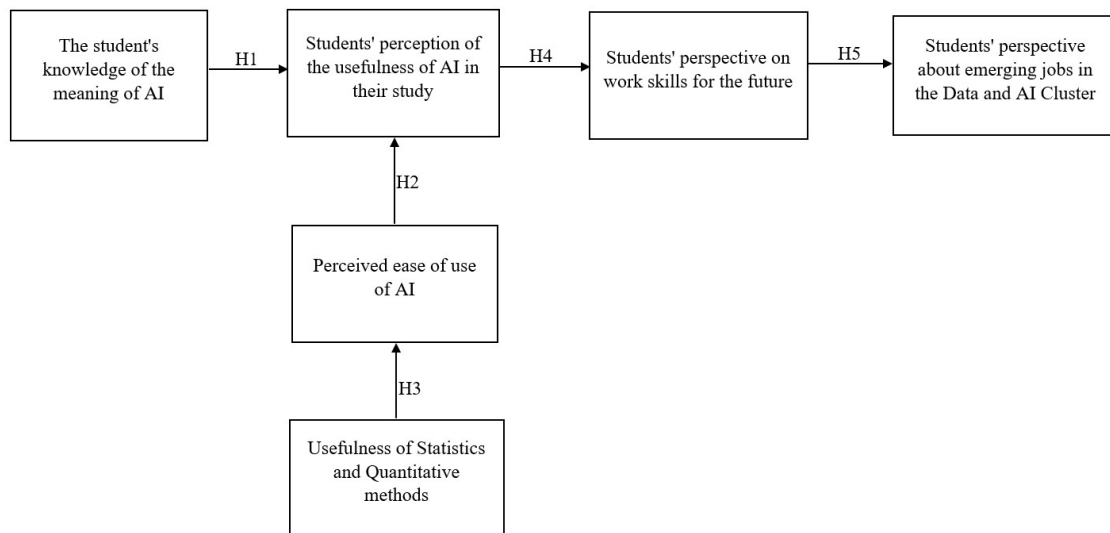 The student's
knowledge of the
meaning of AI
H1
Students' perception of
the usefulness of AI in
their study
H4
Students' perspective on
work skills for the future
H5
Students' perspective
about emerging jobs in
the Data and AI Cluster
H2
Perceived ease of use
of AI
H3
Usefulness of Statistics
and Quantitative
methods